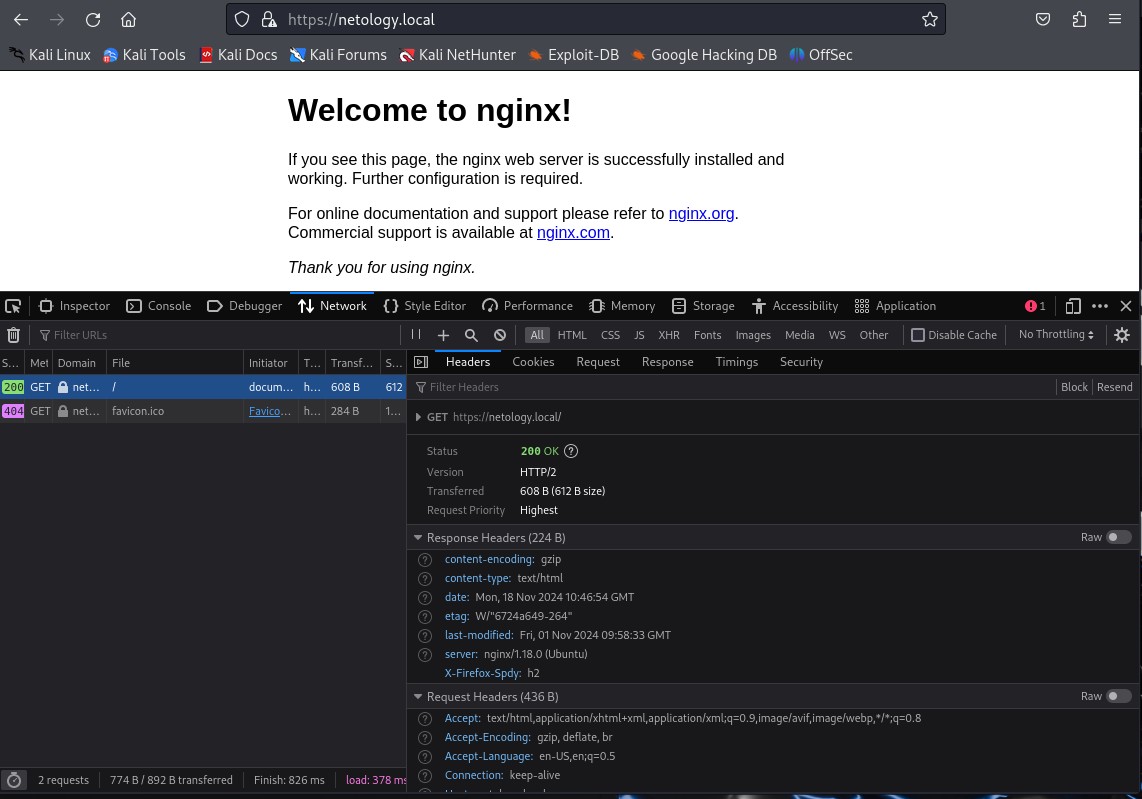 https://netology.local
Kali Linux Kali Tools Kali Docs Kali Forums Kali NetHunter Exploit-DB Google Hacking DB OffSec
Welcome to nginx!
If you see this page, the nginx web server is successfully installed and
working. Further configuration is required.
For online documentation and support please refer to nginx.org.
Commercial support is available at nginx.com.
Thank you for using nginx.
Inspector Console Debugger Network Style Editor Performance Memory Storage Accessibility Application 1
Filter URLs All HTML CSS JS XHR Fonts Images Media WS Other Disable Cache No Throttling
S... Met Domain File Initiator T... Transf... S...
200 GET net... / docum... h... 608 B 612
404 GET net... favicon.ico Favico... h... 284 B 1...
Headers Cookies Request Response Timings Security
Filter Headers Block Resend
GET https://netology.local/
Status 200 OK
Version HTTP/2
Transferred 608 B (612 B size)
Request Priority Highest
Response Headers (224 B) Raw
content-encoding: gzip
content-type: text/html
date: Mon, 18 Nov 2024 10:46:54 GMT
etag: W/"6724a649-264"
last-modified: Fri, 01 Nov 2024 09:58:33 GMT
server: nginx/1.18.0 (Ubuntu)
X-Firefox-Spdy: h2
Request Headers (436 B) Raw
Accept: text/html,application/xhtml+xml,application/xml;q=0.9,image/avif,image/webp,*/*;q=0.8
Accept-Encoding: gzip, deflate, br
Accept-Language: en-US,en;q=0.5
Connection: keep-alive
2 requests 774 B / 892 B transferred Finish: 826 ms load: 378 ms